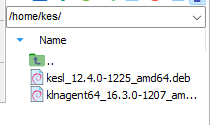 /home/kes/
Name
..
kesl_12.4.0-1225_amd64.deb
klnagent64_16.3.0-1207_am...